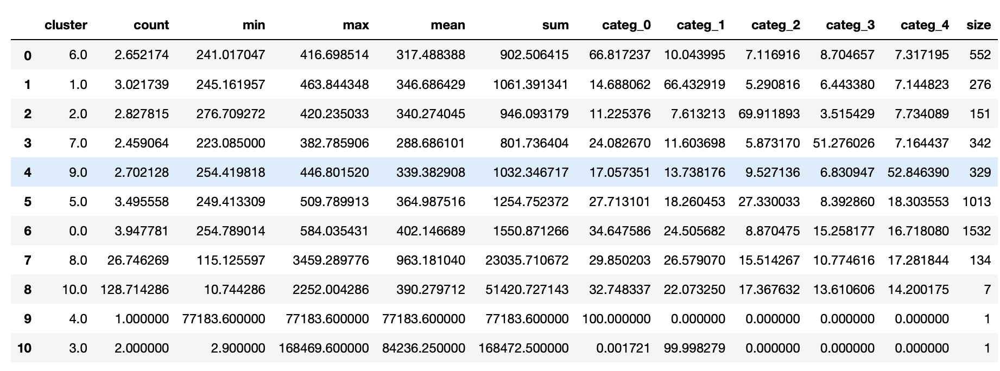 cluster count min max mean sum categ_0 categ_1 categ_2 categ_3 categ_4 size
0 6.0 2.652174 241.017047 416.698514 317.488388 902.506415 66.817237 10.043995 7.116916 8.704657 7.317195 552
1 1.0 3.021739 245.161957 463.844348 346.686429 1061.391341 14.688062 66.432919 5.290816 6.443380 7.144823 276
2 2.0 2.827815 276.709272 420.235033 340.274045 946.093179 11.225376 7.613213 69.911893 3.515429 7.734089 151
3 7.0 2.459064 223.085000 382.785906 288.686101 801.736404 24.082670 11.603698 5.873170 51.276026 7.164437 342
4 9.0 2.702128 254.419818 446.801520 339.382908 1032.346717 17.057351 13.738176 9.527136 6.830947 52.846390 329
5 5.0 3.495558 249.413309 509.789913 364.987516 1254.752372 27.713101 18.260453 27.330033 8.392860 18.303553 1013
6 0.0 3.947781 254.789014 584.035431 402.146689 1550.871266 34.647586 24.505682 8.870475 15.258177 16.718080 1532
7 8.0 26.746269 115.125597 3459.289776 963.181040 23035.710672 29.850203 26.579070 15.514267 10.774616 17.281844 134
8 10.0 128.714286 10.744286 2252.004286 390.279712 51420.727143 32.748337 22.073250 17.367632 13.610606 14.200175 7
9 4.0 1.000000 77183.600000 77183.600000 77183.600000 77183.600000 100.000000 0.000000 0.000000 0.000000 0.000000 1
10 3.0 2.000000 2.900000 168469.600000 84236.250000 168472.500000 0.001721 99.998279 0.000000 0.000000 0.000000 1